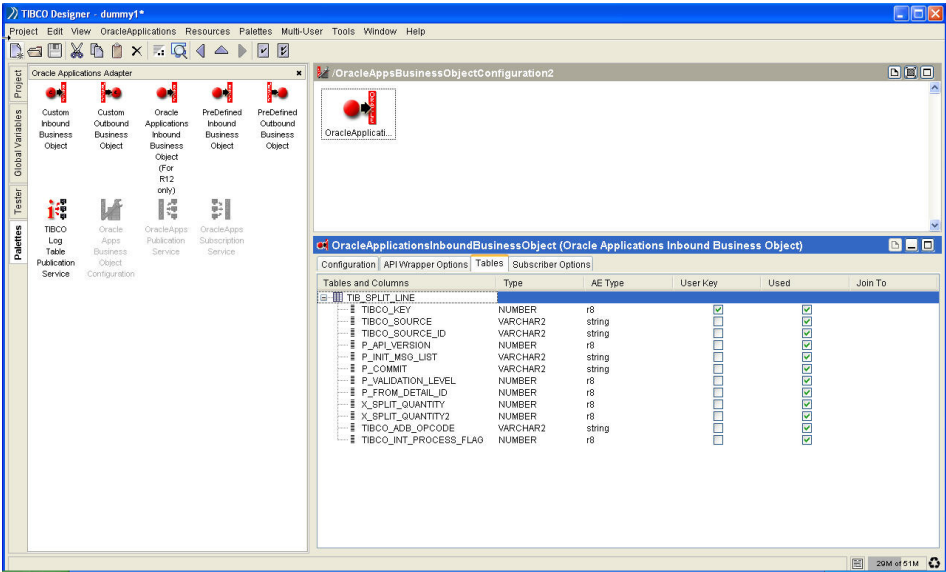 TIBCO Designer - dummy1*
Project Edit View OracleApplications Resources Palettes Multi-User Tools Window Help
Project
Global Variables
Tester
Palettes
Oracle Applications Adapter
Custom
Inbound
Business
Object
Custom
Outbound
Business
Object
Oracle
Applications
Inbound
Business
Object
(For
R12
only)
PreDefined
Inbound
Business
Object
PreDefined
Outbound
Business
Object
TIBCO
Log
Table
Publication
Service
Oracle
Apps
Business
Object
Configuration
OracleApps
Publication
Service
OracleApps
Subscription
Service
/OracleAppsBusinessObjectConfiguration2
OracleApplicati...
OracleApplicationsInboundBusinessObject (Oracle Applications Inbound Business Object)
Configuration API Wrapper Options Tables Subscriber Options
Tables and Columns Type AE Type User Key Used Join To
TIB_SPLIT_LINE
TIBCO_KEY NUMBER r8
TIBCO_SOURCE VARCHAR2 string
TIBCO_SOURCE_ID VARCHAR2 string
P_API_VERSION NUMBER r8
P_INIT_MSG_LIST VARCHAR2 string
P_COMMIT VARCHAR2 string
P_VALIDATION_LEVEL NUMBER r8
P_FROM_DETAIL_ID NUMBER r8
X_SPLIT_QUANTITY NUMBER r8
X_SPLIT_QUANTITY2 NUMBER r8
TIBCO_ADB_OPCODE VARCHAR2 string
TIBCO_INT_PROCESS_FLAG NUMBER r8
29M of 51M